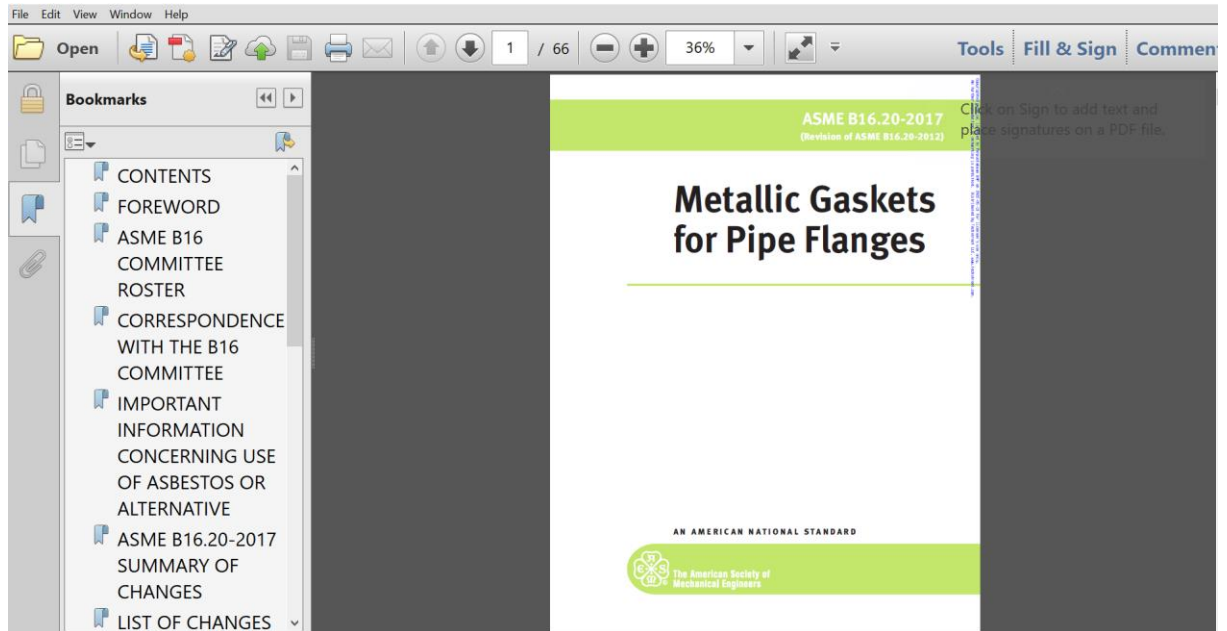 File Edit View Window Help
Open 1 / 66 36% Tools Fill & Sign Comment
Bookmarks
CONTENTS
FOREWORD
ASME B16
COMMITTEE
ROSTER
CORRESPONDENCE
WITH THE B16
COMMITTEE
IMPORTANT
INFORMATION
CONCERNING USE
OF ASBESTOS OR
ALTERNATIVE
ASME B16.20-2017
SUMMARY OF
CHANGES
LIST OF CHANGES
ASME B16.20-2017
(Revision of ASME B16.20-2012)
Click on Sign to add text and
place signatures on a PDF file.
Metallic Gaskets
for Pipe Flanges
AN AMERICAN NATIONAL STANDARD
The American Society of
Mechanical Engineers